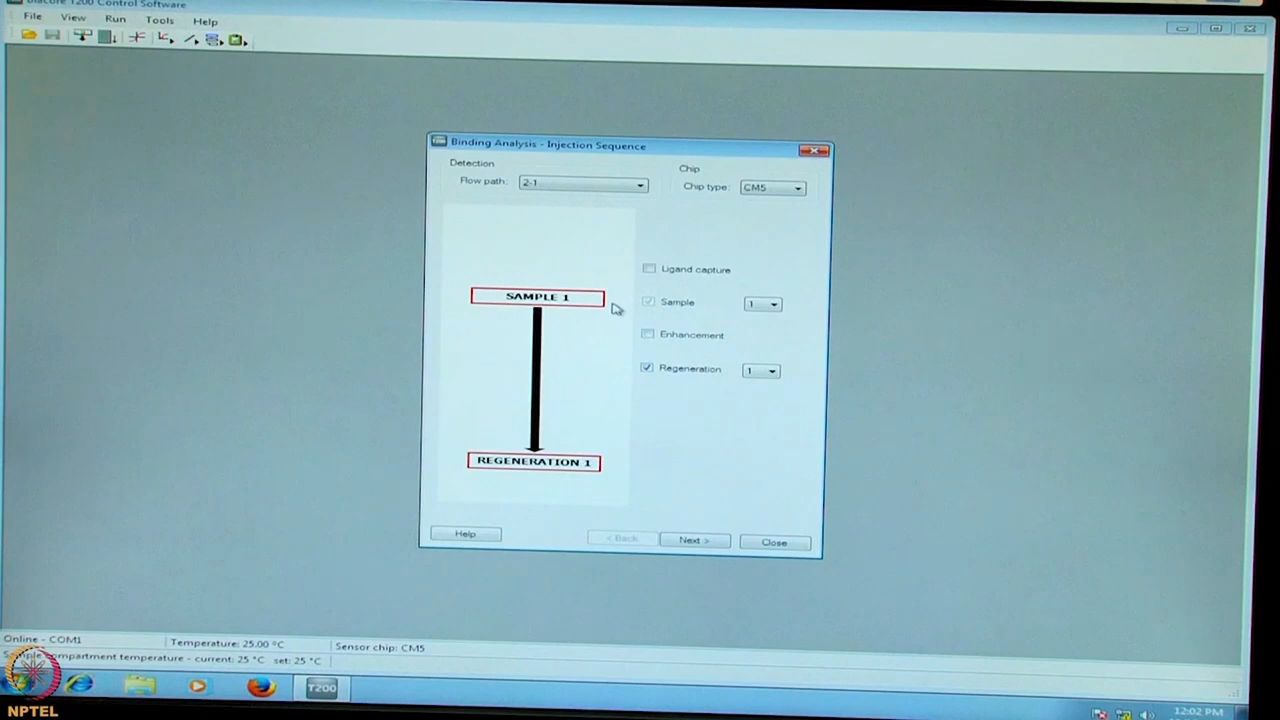 Biacore T200 Control Software
File View Run Tools Help
Binding Analysis - Injection Sequence
Detection
Chip
Flow path: 2-1
Chip type: CM5
Ligand capture
SAMPLE 1
Sample 1
Enhancement
Regeneration 1
REGENERATION 1
Help < Back Next > Close
Online - COM1 Temperature: 25.00 °C Sensor chip: CM5
Sample compartment temperature - current: 25 °C set: 25 °C
T200
NPTEL
12:02 PM